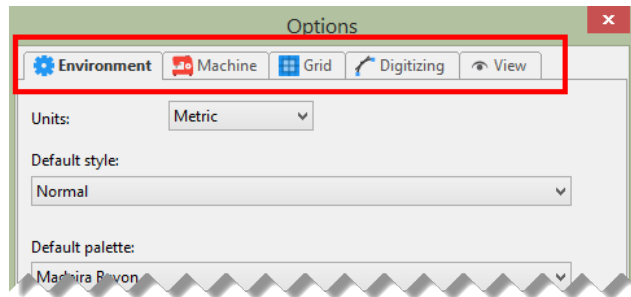 Options
Environment Machine Grid Digitizing View
Units: Metric
Default style:
Normal
Default palette:
Madeira Rayon